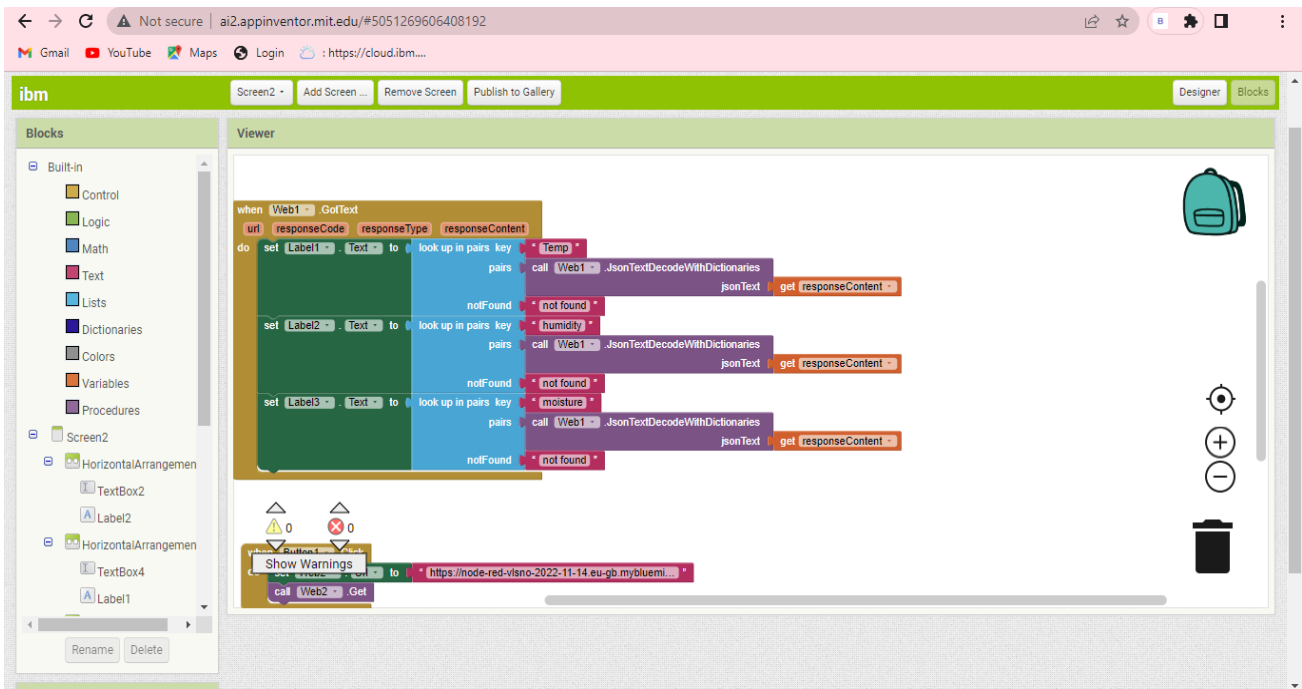 Not secure | ai2.appinventor.mit.edu/#5051269606408192
Gmail YouTube Maps Login : https://cloud.ibm....
ibm Screen2 Add Screen ... Remove Screen Publish to Gallery Designer Blocks
Blocks Viewer
Built-in
Control
Logic
Math
Text
Lists
Dictionaries
Colors
Variables
Procedures
Screen2
HorizontalArrangemen
TextBox2
Label2
HorizontalArrangemen
TextBox4
Label1
Rename Delete
when Web1 .GotText
url responseCode responseType responseContent
do set Label1 . Text to look up in pairs key " Temp "
pairs call Web1 .JsonTextDecodeWithDictionaries
jsonText get responseContent
notFound " not found "
set Label2 . Text to look up in pairs key " humidity "
pairs call Web1 .JsonTextDecodeWithDictionaries
jsonText get responseContent
notFound " not found "
set Label3 . Text to look up in pairs key " moisture "
pairs call Web1 .JsonTextDecodeWithDictionaries
jsonText get responseContent
notFound " not found "
0 0
when Button1 .Click
Show Warnings
do set Web2 . Url to " https://node-red-vlsno-2022-11-14.eu-gb.mybluemi... "
call Web2 .Get